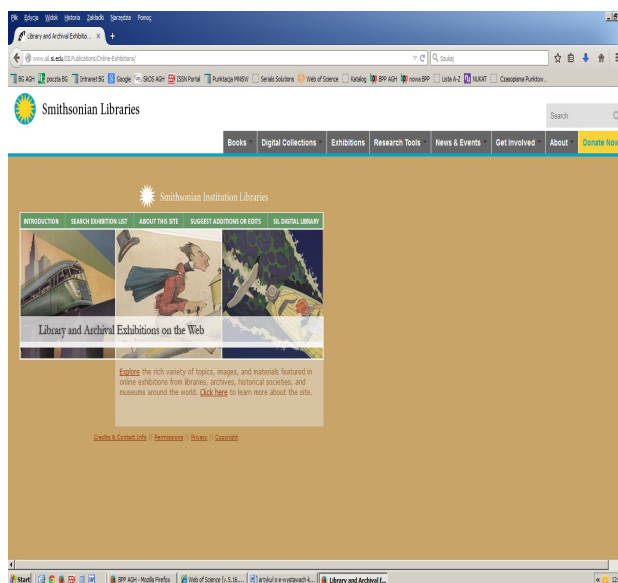 Plik Edycja Widok Historia Zakładki Narzędzia Pomoc
Library and Archival Exhibitio... × +
www.sil.si.edu/SILPublications/Online-Exhibitions/ Szukaj
BG AGH poczta BG Intranet BG Google SkOS AGH ISSN Portal Punktacja MNiSW Serials Solutions Web of Science Katalog BPP AGH nowa BPP Lista A-Z NUKAT Czasopisma Punktow...
Smithsonian Libraries
Search
Books Digital Collections Exhibitions Research Tools News & Events Get Involved About Donate Now
Smithsonian Institution Libraries
INTRODUCTION SEARCH EXHIBITION LIST ABOUT THIS SITE SUGGEST ADDITIONS OR EDITS SIL DIGITAL LIBRARY
Library and Archival Exhibitions on the Web
Explore the rich variety of topics, images, and
materials featured in
online exhibitions from libraries, archives, historical societies, and
museums around the world. Click here to learn more about the site.
Credits & Contact Info || Permissions || Privacy || Copyright
Start BPP AGH - Mozilla Firefox Web of Science [v.5.16.... artykuł o e-wystawach-k... Library and Archival E...